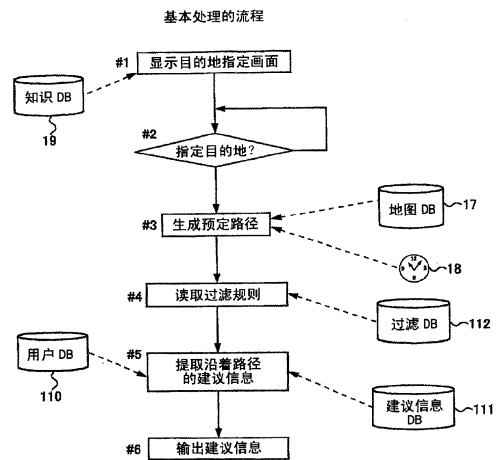 基本处理的流程
#1 显示目的地指定画面
知识 DB
19
#2
指定目的地?
#3 生成预定路径
地图 DB
17
12
3
6
9
18
#4 读取过滤规则
过滤 DB
112
用户 DB
110
#5 提取沿着路径
的建议信息
建议信息
DB
111
#6 输出建议信息